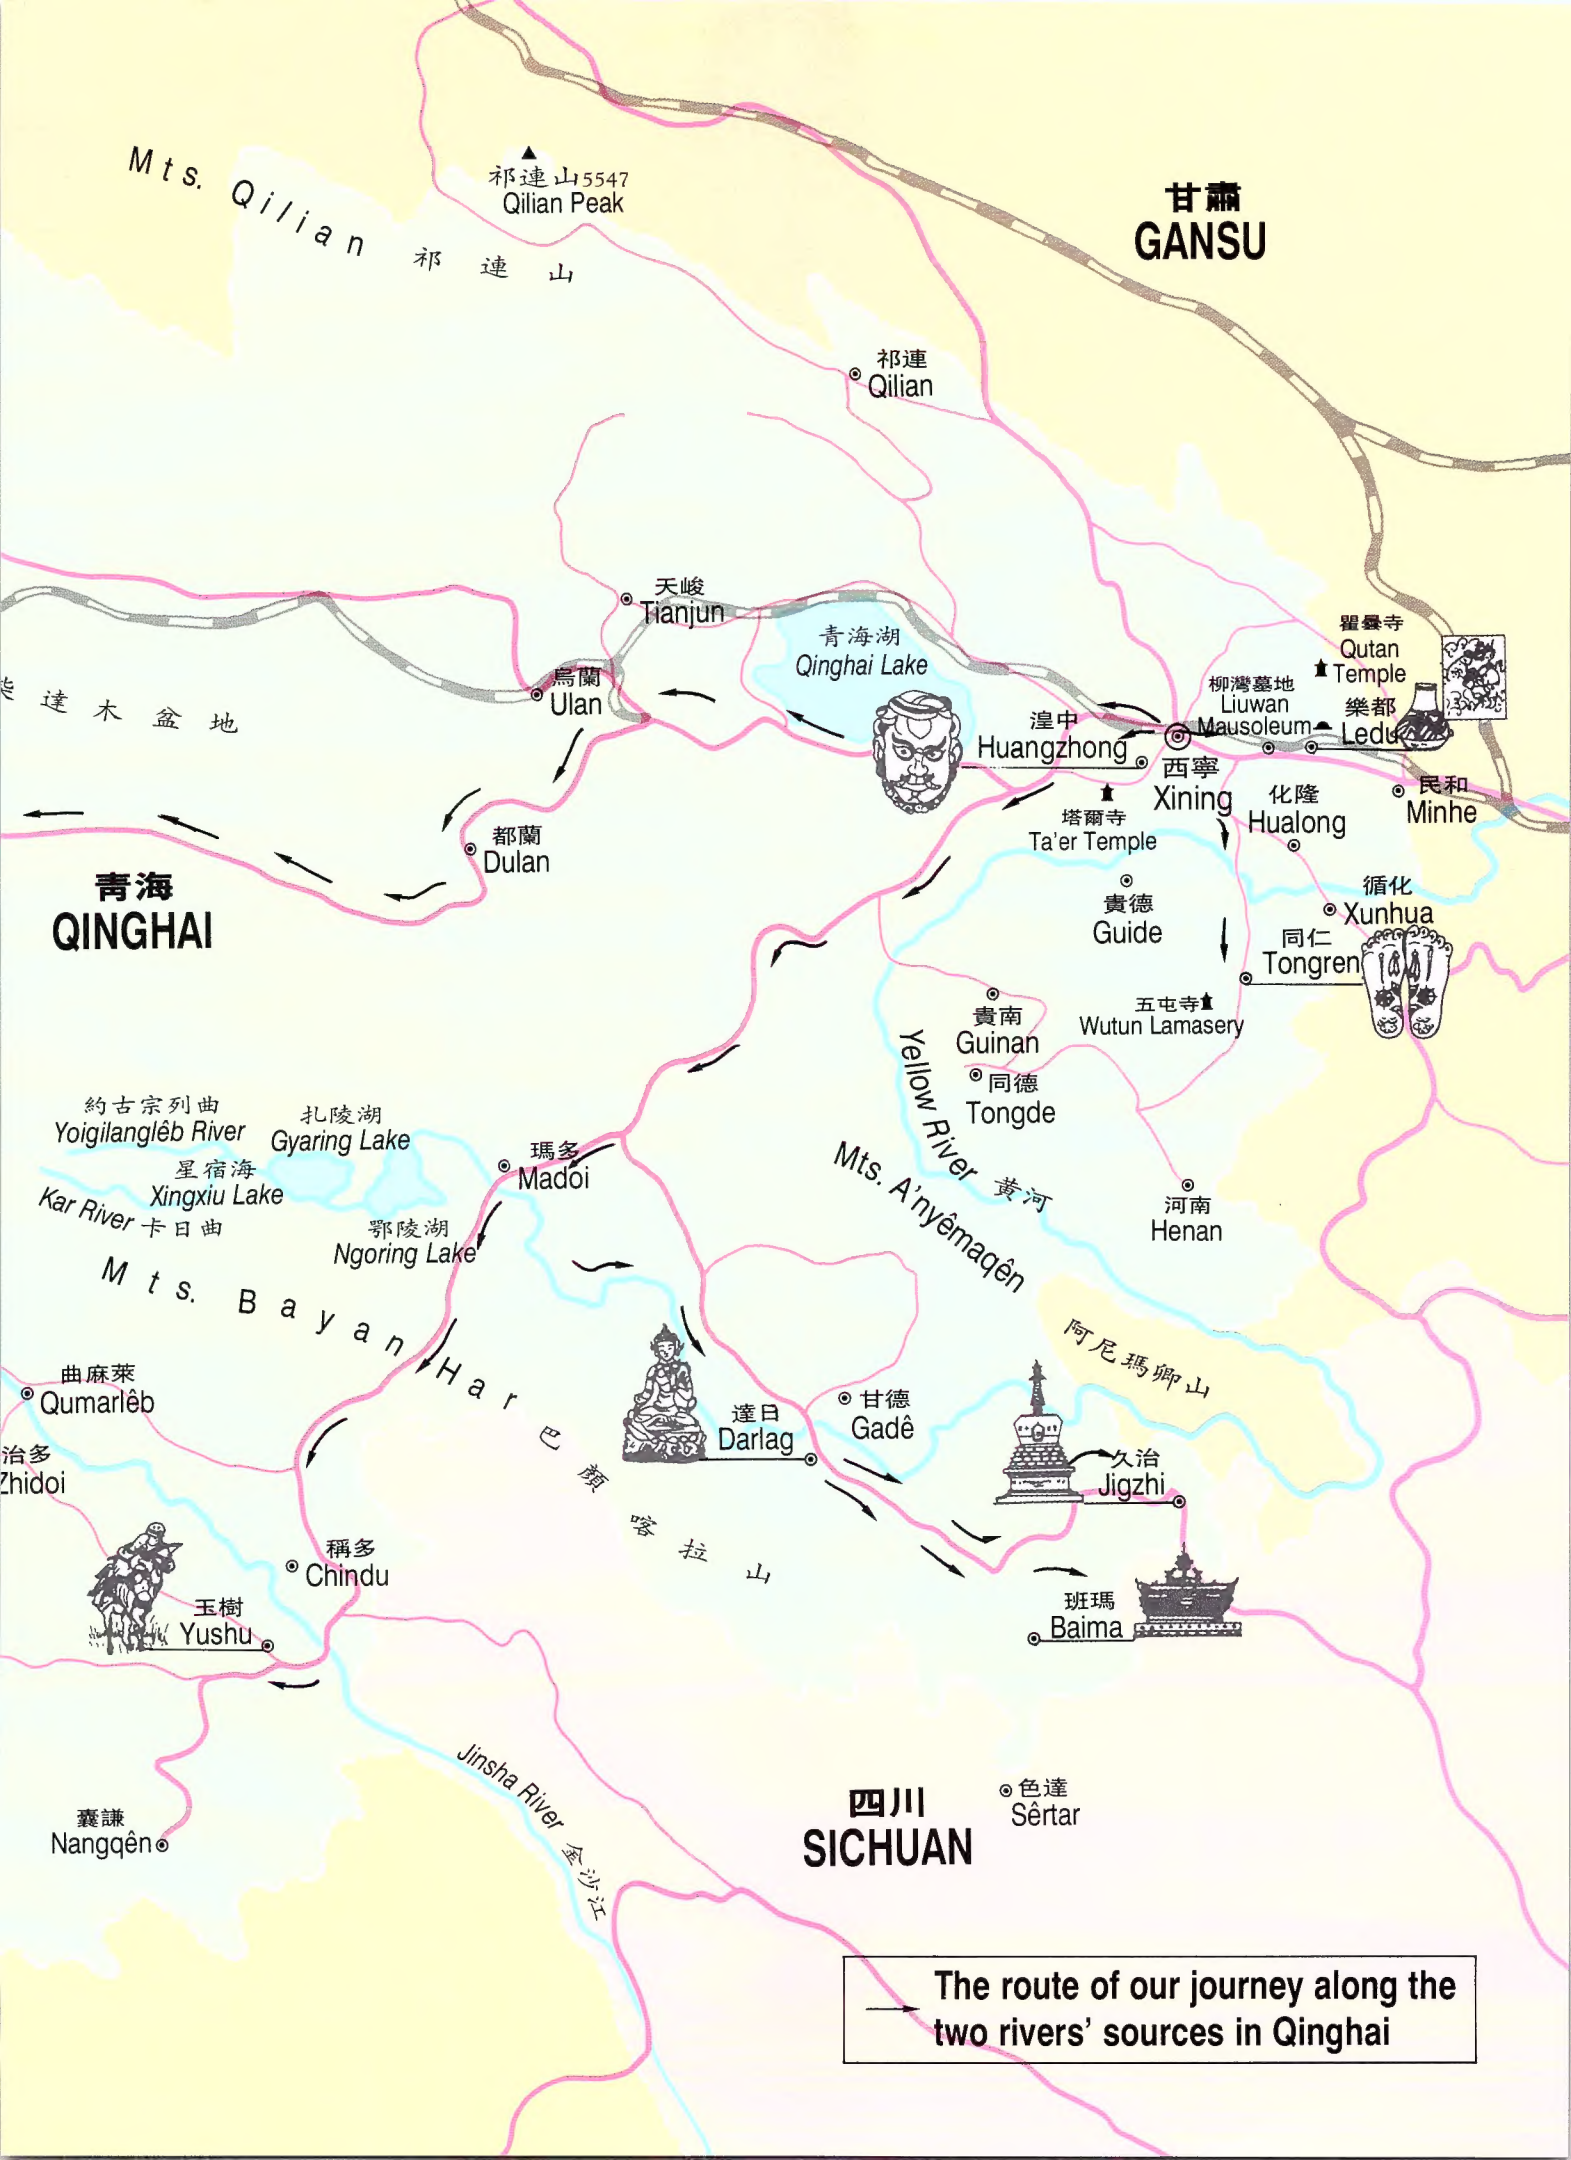 Mts. Qilian 祁連山
祁連山5547
Qilian Peak
甘肅
GANSU
祁連
Qilian
天峻
Tianjun
青海湖
Qinghai Lake
瞿曇寺
Qutan
Temple
烏蘭
Ulan
柳灣墓地
Liuwan
Mausoleum
樂都
Ledu
達木盆地
湟中
Huangzhong
西寧
Xining
民和
Minhe
化隆
Hualong
塔爾寺
Ta'er Temple
都蘭
Dulan
青海
QINGHAI
貴德
Guide
循化
Xunhua
同仁
Tongren
五屯寺
Wutun Lamasery
貴南
Guinan
同德
Tongde
Yellow River 黃河
約古宗列曲
Yoigilanglêb River
扎陵湖
Gyaring Lake
星宿海
Xingxiu Lake
Kar River 卡日曲
鄂陵湖
Ngoring Lake
瑪多
Madoi
河南
Henan
Mts. A'nyêmaqên
阿尼瑪卿山
Mts. Bayan Har 巴顏喀拉山
曲麻萊
Qumarlêb
治多
Zhidoi
達日
Darlag
甘德
Gadê
久治
Jigzhi
稱多
Chindu
玉樹
Yushu
班瑪
Baima
囊謙
Nangqên
Jinsha River 金沙江
四川
SICHUAN
色達
Sêrtar
The route of our journey along the
two rivers' sources in Qinghai